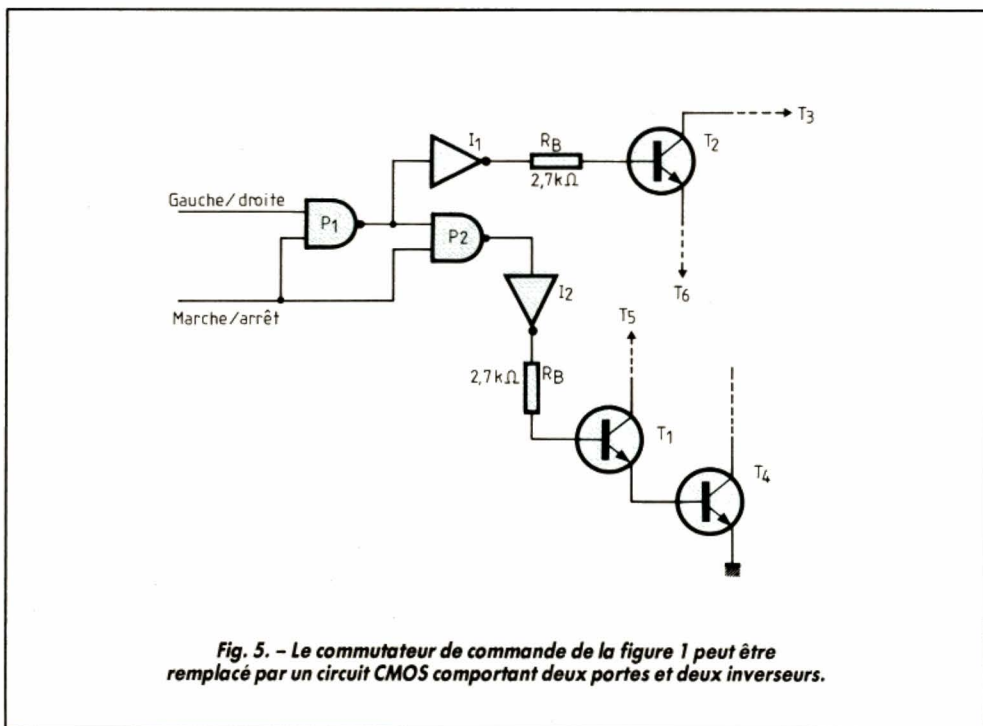 T3
I1
RB
2,7kΩ
T2
Gauche/droite
P1
P2
T6
Marche/arrêt
I2
T5
2,7kΩ
RB
T1
T4
Fig. 5. – Le commutateur de commande de la figure 1 peut être
remplacé par un circuit CMOS comportant deux portes et deux inverseurs.